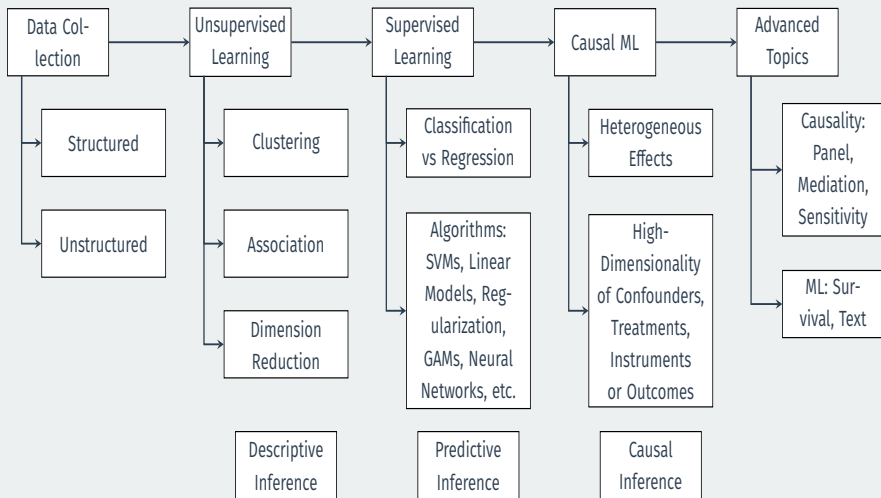 Data Col-
lection
Unsupervised
Learning
Supervised
Learning
Causal ML
Advanced
Topics
Structured
Unstructured
Clustering
Association
Dimension
Reduction
Classification
vs Regression
Algorithms:
SVMs, Linear
Models, Reg-
ularization,
GAMs, Neural
Networks, etc.
Heterogeneous
Effects
High-
Dimensionality
of Confounders,
Treatments,
Instruments
or Outcomes
Causality:
Panel,
Mediation,
Sensitivity
ML: Sur-
vival, Text
Descriptive
Inference
Predictive
Inference
Causal
Inference